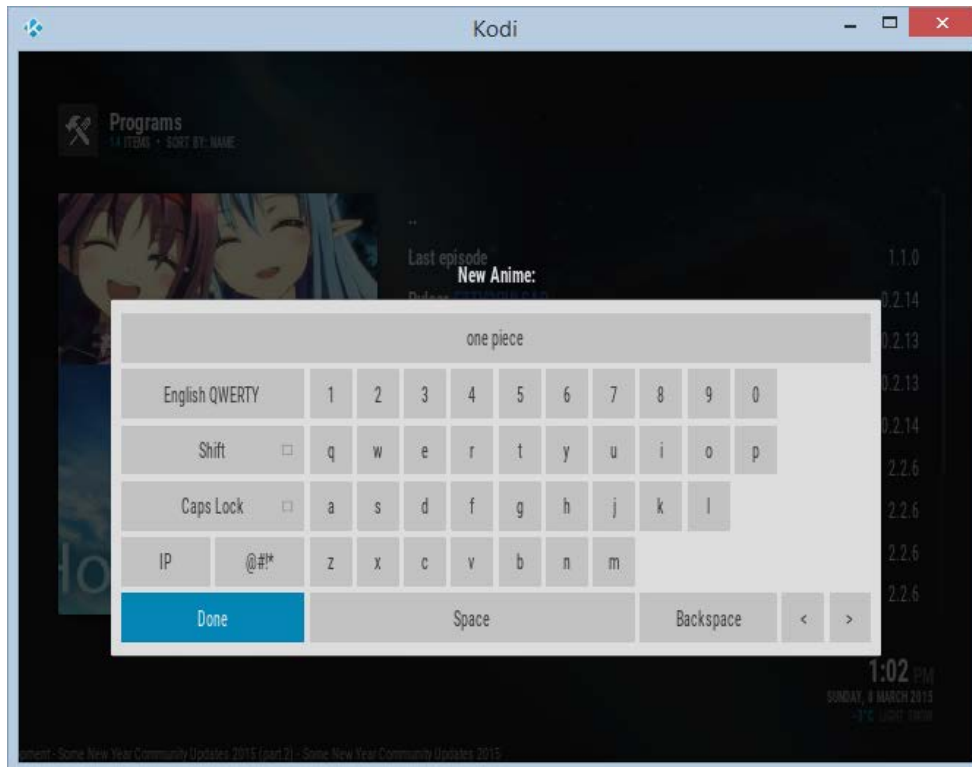 Kodi
Programs
14 ITEMS • SORT BY: NAME
..
Last episode 1.1.0
New Anime:
0.2.14
one piece
0.2.13
English QWERTY 1 2 3 4 5 6 7 8 9 0
0.2.13
Shift q w e r t y u i o p
0.2.14
2.2.6
Caps Lock a s d f g h j k l
2.2.6
IP @#!* z x c v b n m
2.2.6
2.2.6
Done Space Backspace < >
1:02 PM
SUNDAY, 8 MARCH 2015
LIGHT SNOW
- Some New Year Community Updates 2015 (part 2) - Some New Year Community Updates 2015